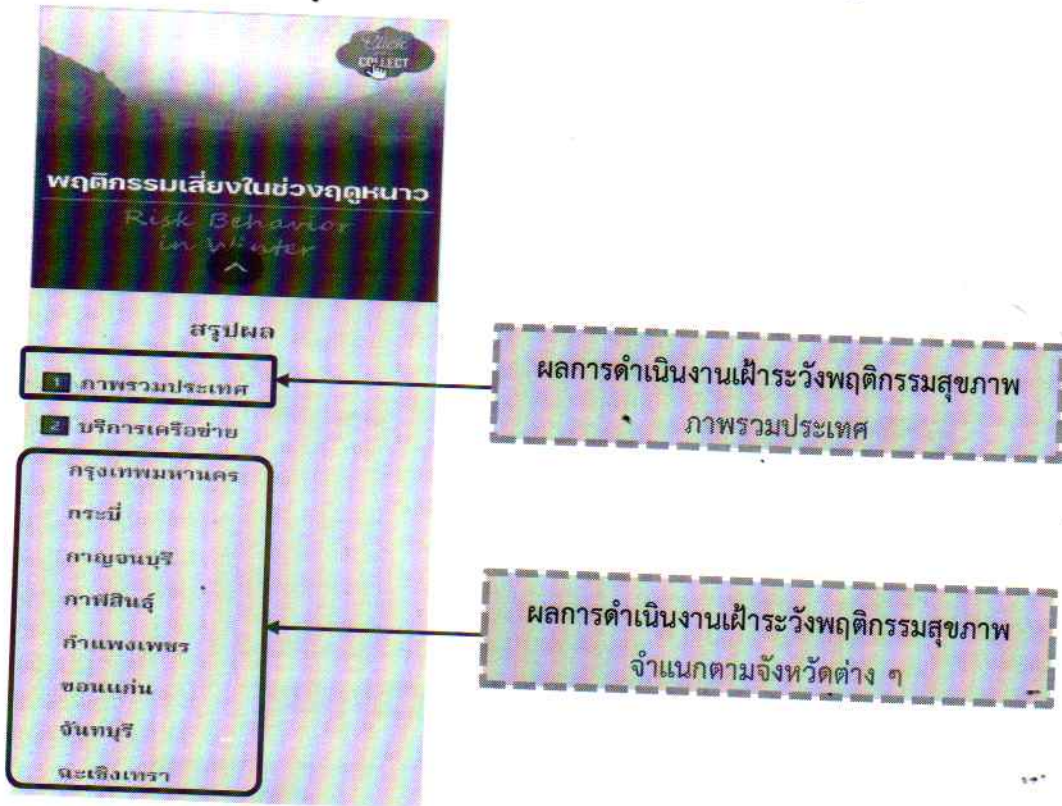 Click
COLLECT
พฤติกรรมเสี่ยงในช่วงฤดูหนาว
Risk Behavior
in Winter
สรุปผล
1 ภาพรวมประเทศ
2 บริการเครือข่าย
กรุงเทพมหานคร
กระบี่
กาญจนบุรี
กาฬสินธุ์
กำแพงเพชร
ขอนแก่น
จันทบุรี
ฉะเชิงเทรา
ผลการดำเนินงานเฝ้าระวังพฤติกรรมสุขภาพ
ภาพรวมประเทศ
ผลการดำเนินงานเฝ้าระวังพฤติกรรมสุขภาพ
จำแนกตามจังหวัดต่าง ๆ